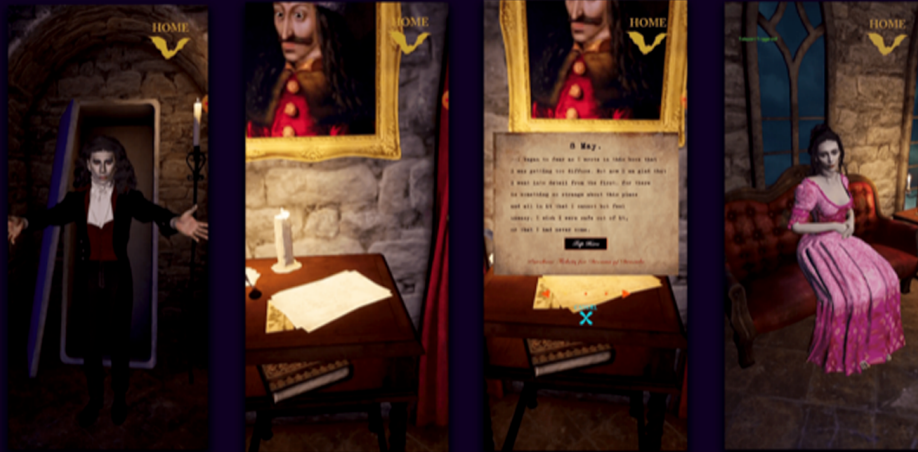 HOME
HOME
HOME
HOME
8 May.
I began to fear as I wrote in this book that
I was getting too diffuse. But now I am glad that
I went into detail from the first. For there
is something so strange about this place
and all in it that I cannot but feel
uneasy. I wish I were safe out of it,
or that I had never come.
Tap Here